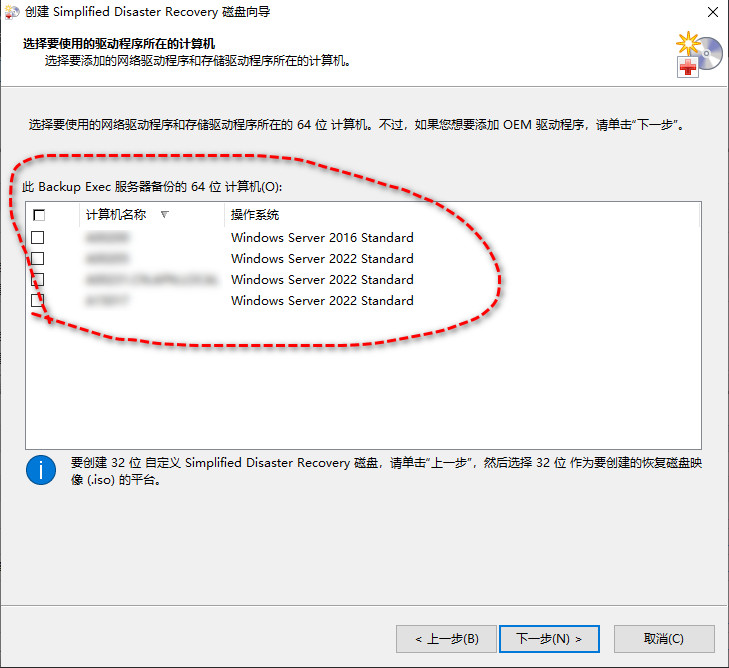 创建 Simplified Disaster Recovery 磁盘向导
选择要使用的驱动程序所在的计算机
选择要添加的网络驱动程序和存储驱动程序所在的计算机。
选择要使用的网络驱动程序和存储驱动程序所在的 64 位 计算机。不过，如果您想要添加 OEM 驱动程序，请单击“下一步”。
此 Backup Exec 服务器备份的 64 位 计算机(O):
计算机名称 操作系统
Windows Server 2016 Standard
Windows Server 2022 Standard
Windows Server 2022 Standard
Windows Server 2022 Standard
要创建 32 位 自定义 Simplified Disaster Recovery 磁盘，请单击“上一步”，然后选择 32 位 作为要创建的恢复磁盘映
像 (.iso) 的平台。
< 上一步(B) 下一步(N) > 取消(C)